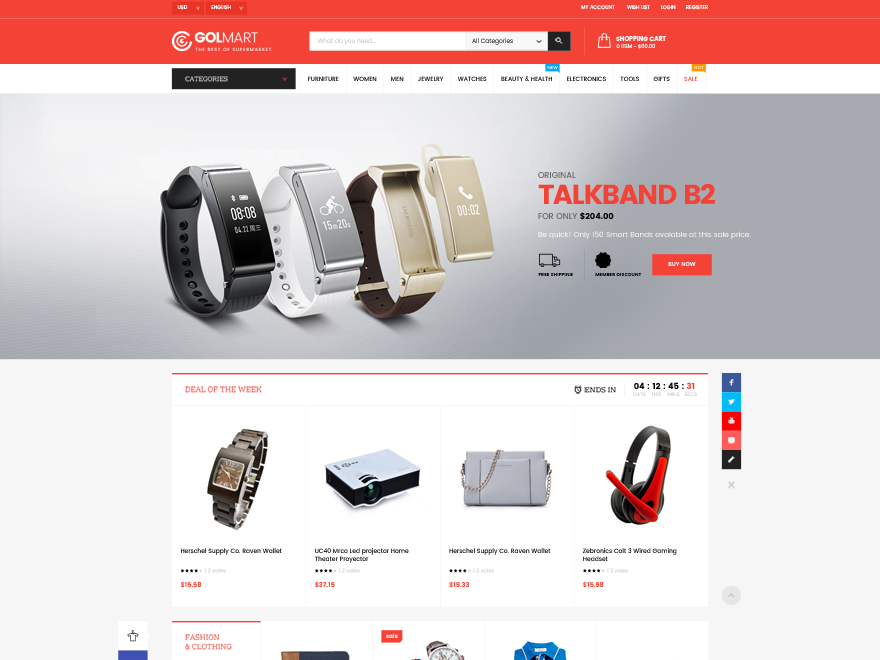 USD ENGLISH MY ACCOUNT WISH LIST LOGIN REGISTER
GOLMART
THE BEST OF SUPERMARKET
What do you need... All Categories
SHOPPING CART
0 ITEM - $00.00
CATEGORIES
NEW
HOT
FURNITURE WOMEN MEN JEWELRY WATCHES BEAUTY & HEALTH ELECTRONICS TOOLS GIFTS SALE
ORIGINAL
TALKBAND B2
FOR ONLY $204.00
Be quick! Only 150 Smart Bands avaiable at this sale price.
FREE SHIPPING
MEMBER DISCOUNT
BUY NOW
08:08
04.22 周三
15m20s
00:02
DEAL OF THE WEEK
ENDS IN
04 : 12 : 45 : 31
DAYS HRS MINS SECS
Herschel Supply Co. Raven Wallet
2 votes
$15.58
UC40 Mrco Led projector Home
Theater Proyector
2 votes
$37.15
Herschel Supply Co. Raven Wallet
2 votes
$19.33
Zebronics Colt 3 Wired Gaming
Headset
2 votes
$15.58
FASHION
& CLOTHING
sale